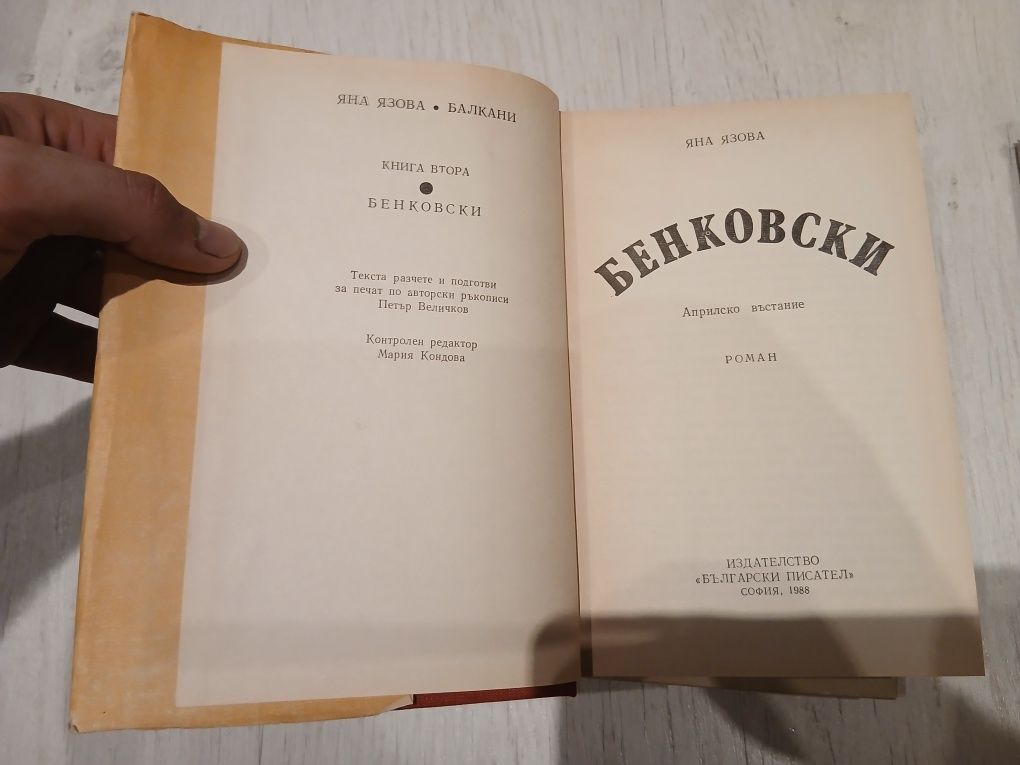 ЯНА ЯЗОВА • БАЛКАНИ
КНИГА ВТОРА
БЕНКОВСКИ
Текста разчете и подготви
за печат по авторски ръкописи
Петър Величков
Контролен редактор
Мария Кондова
ЯНА ЯЗОВА
БЕНКОВСКИ
Априлско въстание
РОМАН
ИЗДАТЕЛСТВО
«БЪЛГАРСКИ ПИСАТЕЛ»
СОФИЯ, 1988